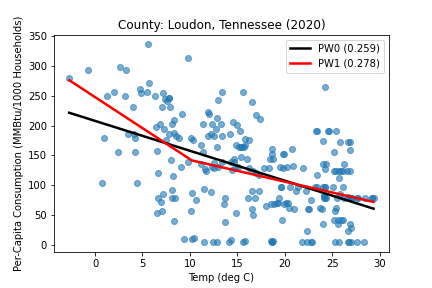 County: Loudon, Tennessee (2020)
Per-Capita Consumption (MMBtu/1000 Households)
350
300
250
200
150
100
50
0
PW0 (0.259)
PW1 (0.278)
0 5 10 15 20 25 30
Temp (deg C)